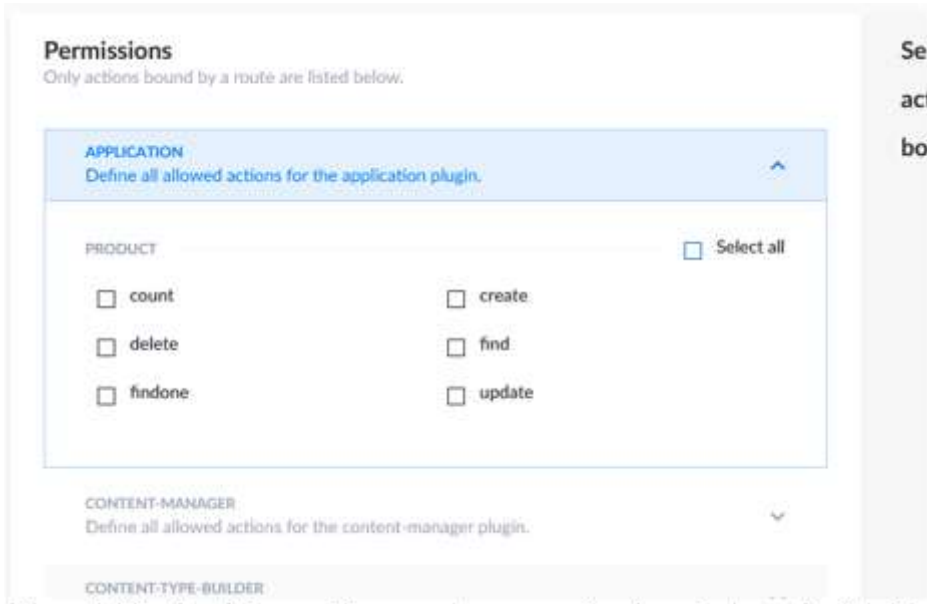 Permissions
Only actions bound by a route are listed below.
APPLICATION
Define all allowed actions for the application plugin.
PRODUCT
Select all
count
create
delete
find
findone
update
CONTENT-MANAGER
Define all allowed actions for the content-manager plugin.
CONTENT-TYPE-BUILDER
Se
bo